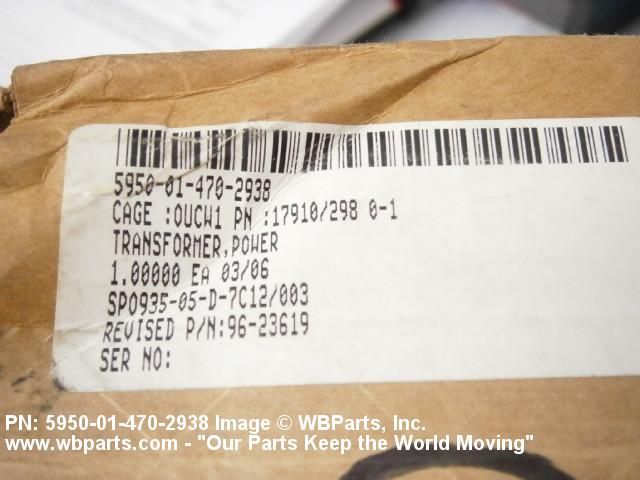 5950-01-470-2938
CAGE :0UCW1 PN :17910/298 0-1
TRANSFORMER,POWER
1.00000 EA 03/06
SP0935-05-D-7C12/003
REVISED P/N:96-23619
SER NO:
PN: 5950-01-470-2938 Image © WBParts, Inc.
www.wbparts.com - "Our Parts Keep the World Moving"